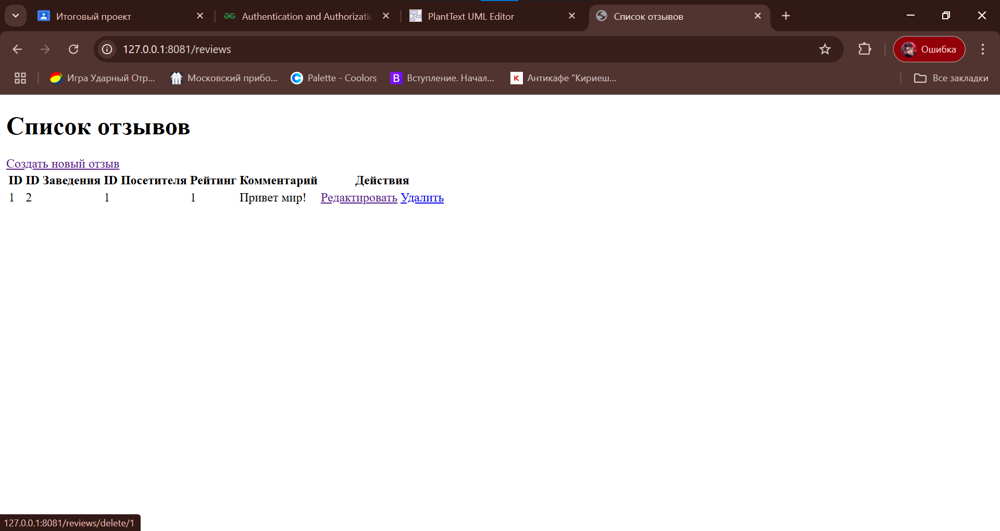 Итоговый проект
Authentication and Authorizatio
PlantText UML Editor
Список отзывов
127.0.0.1:8081/reviews
Ошибка
Игра Ударный Отр...
Московский прибо...
Palette - Coolors
B Вступление. Начал...
K Антикафе "Кириеш...
Все закладки
Список отзывов
Создать новый отзыв
ID ID Заведения ID Посетителя Рейтинг Комментарий Действия
1 2 1 1 Привет мир! Редактировать Удалить
127.0.0.1:8081/reviews/delete/1